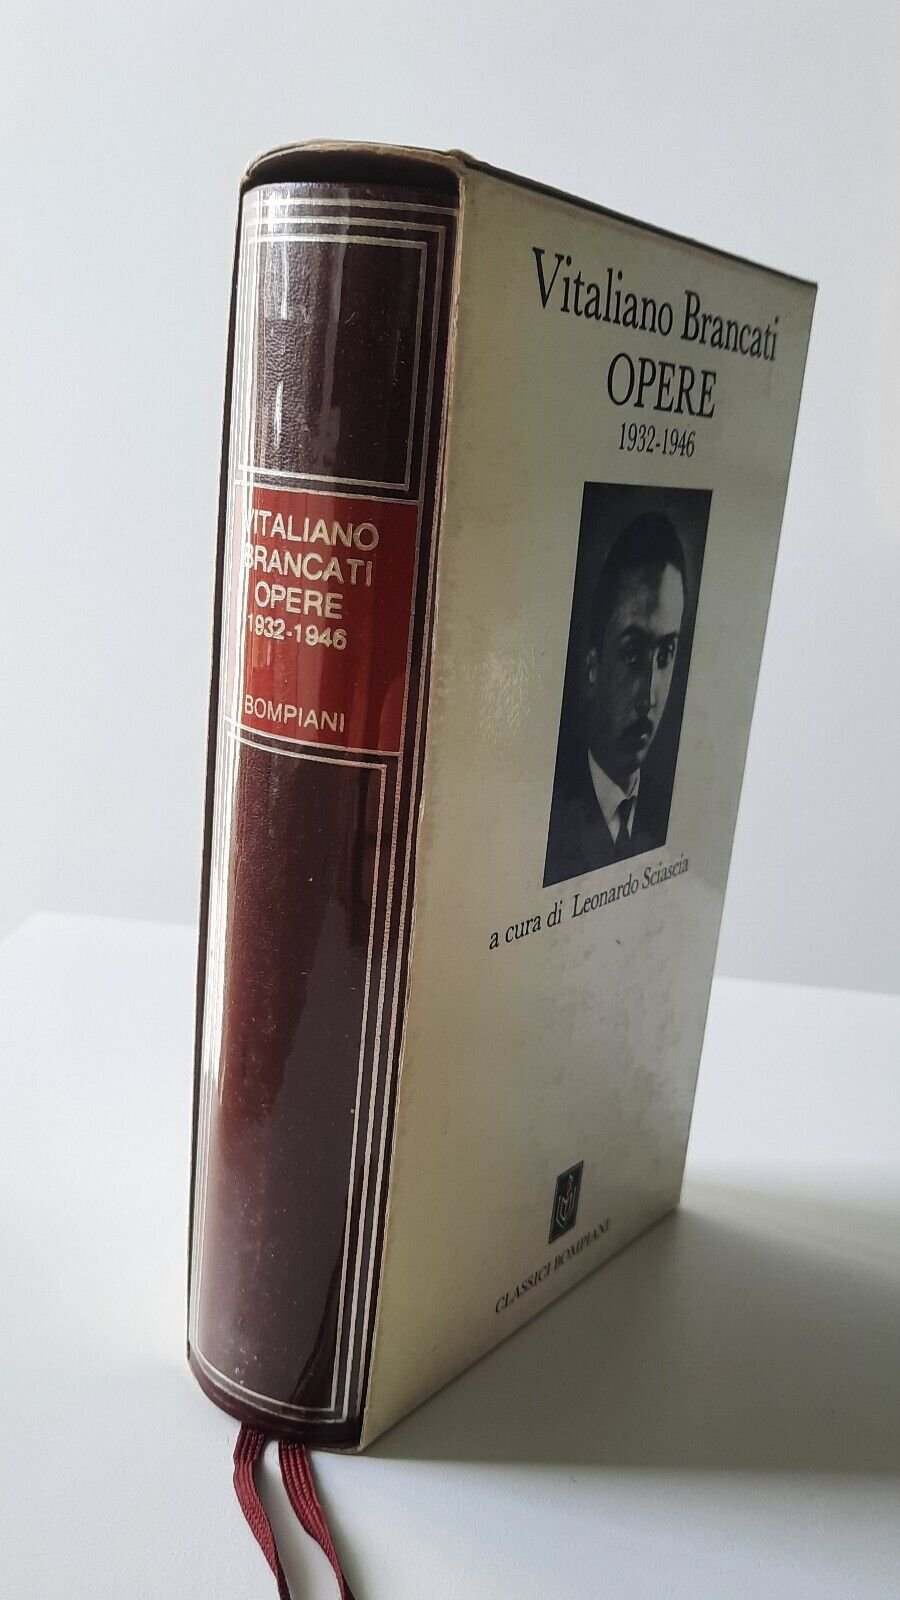 VITALIANO
BRANCATI
OPERE
1932-1946
BOMPIANI
Vitaliano Brancati
OPERE
1932-1946
a cura di Leonardo Sciascia
CLASSICI BOMPIANI